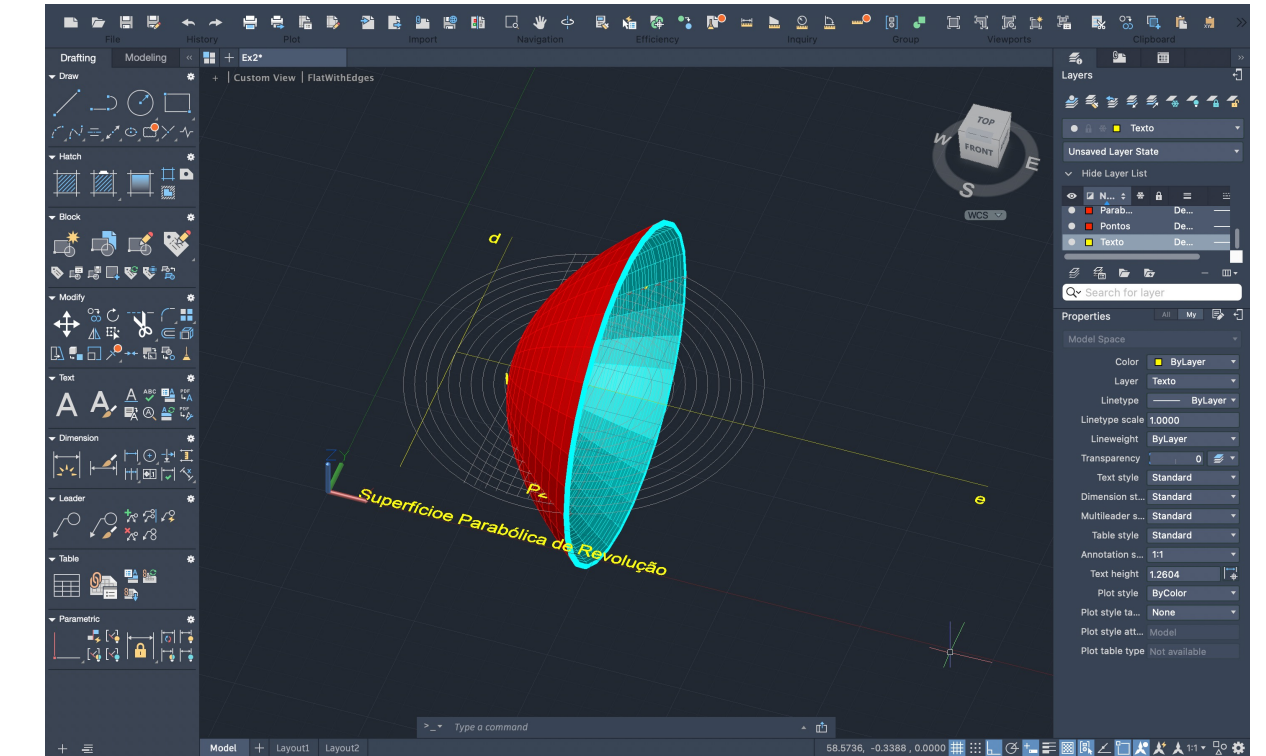 File History Plot Import Navigation Efficiency Inquiry Group Viewports Clipboard
Drafting Modeling
Ex2*
Draw
+ | Custom View | FlatWithEdges
Hatch
Block
Modify
Text
Dimension
Leader
Table
Parametric
TOP
FRONT
W
E
S
WCS
d
e
Z
Y
Superfícioe Parabólica de Revolução
Type a command
Model + Layout1 Layout2
58.5736, -0.3388 , 0.0000
1:1
Layers
Texto
Unsaved Layer State
Hide Layer List
N...
Parab... De...
Pontos De...
Texto De...
Search for layer
Properties All My
Model Space
Color ByLayer
Layer Texto
Linetype ByLayer
Linetype scale 1.0000
Lineweight ByLayer
Transparency 0
Text style Standard
Dimension st... Standard
Multileader s... Standard
Table style Standard
Annotation s... 1:1
Text height 1.2604
Plot style ByColor
Plot style ta... None
Plot style att... Model
Plot table type Not available